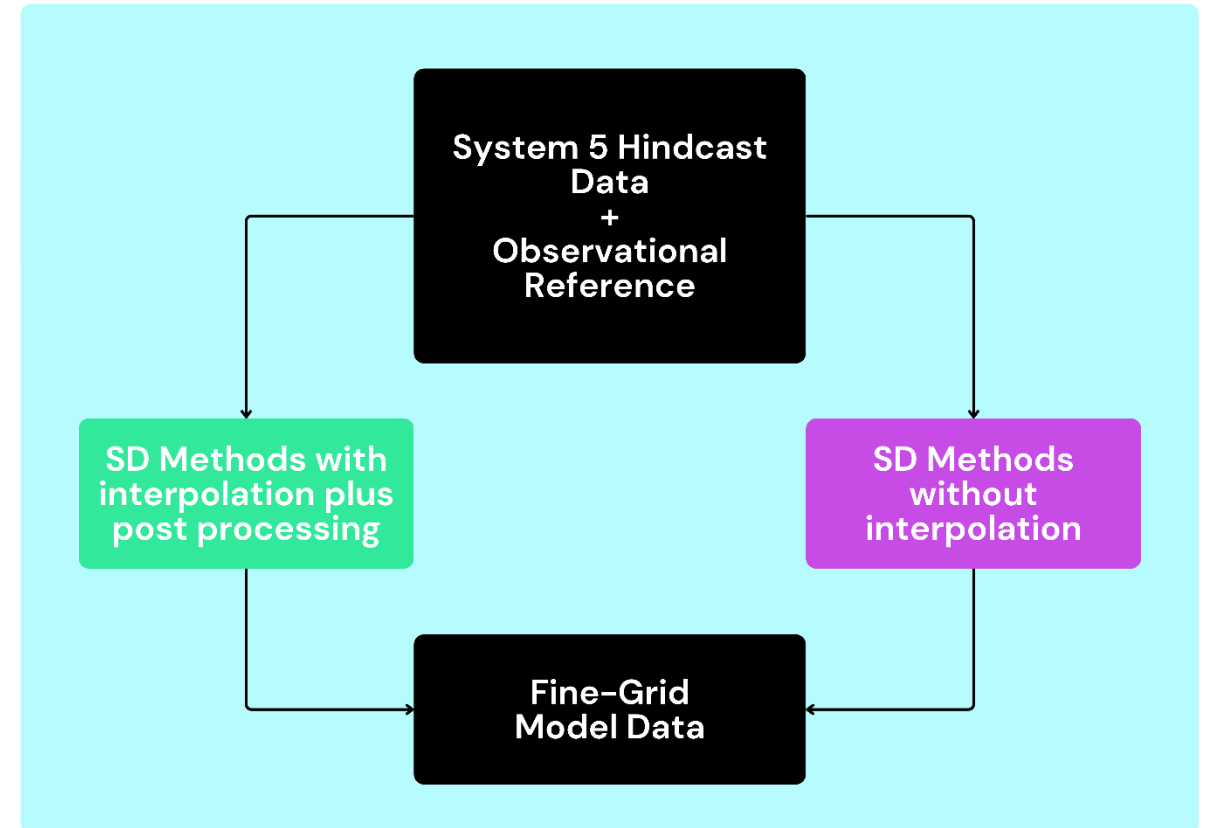 System 5 Hindcast
Data
+
Observational
Reference
SD Methods with
interpolation plus
post processing
SD Methods
without
interpolation
Fine-Grid
Model Data